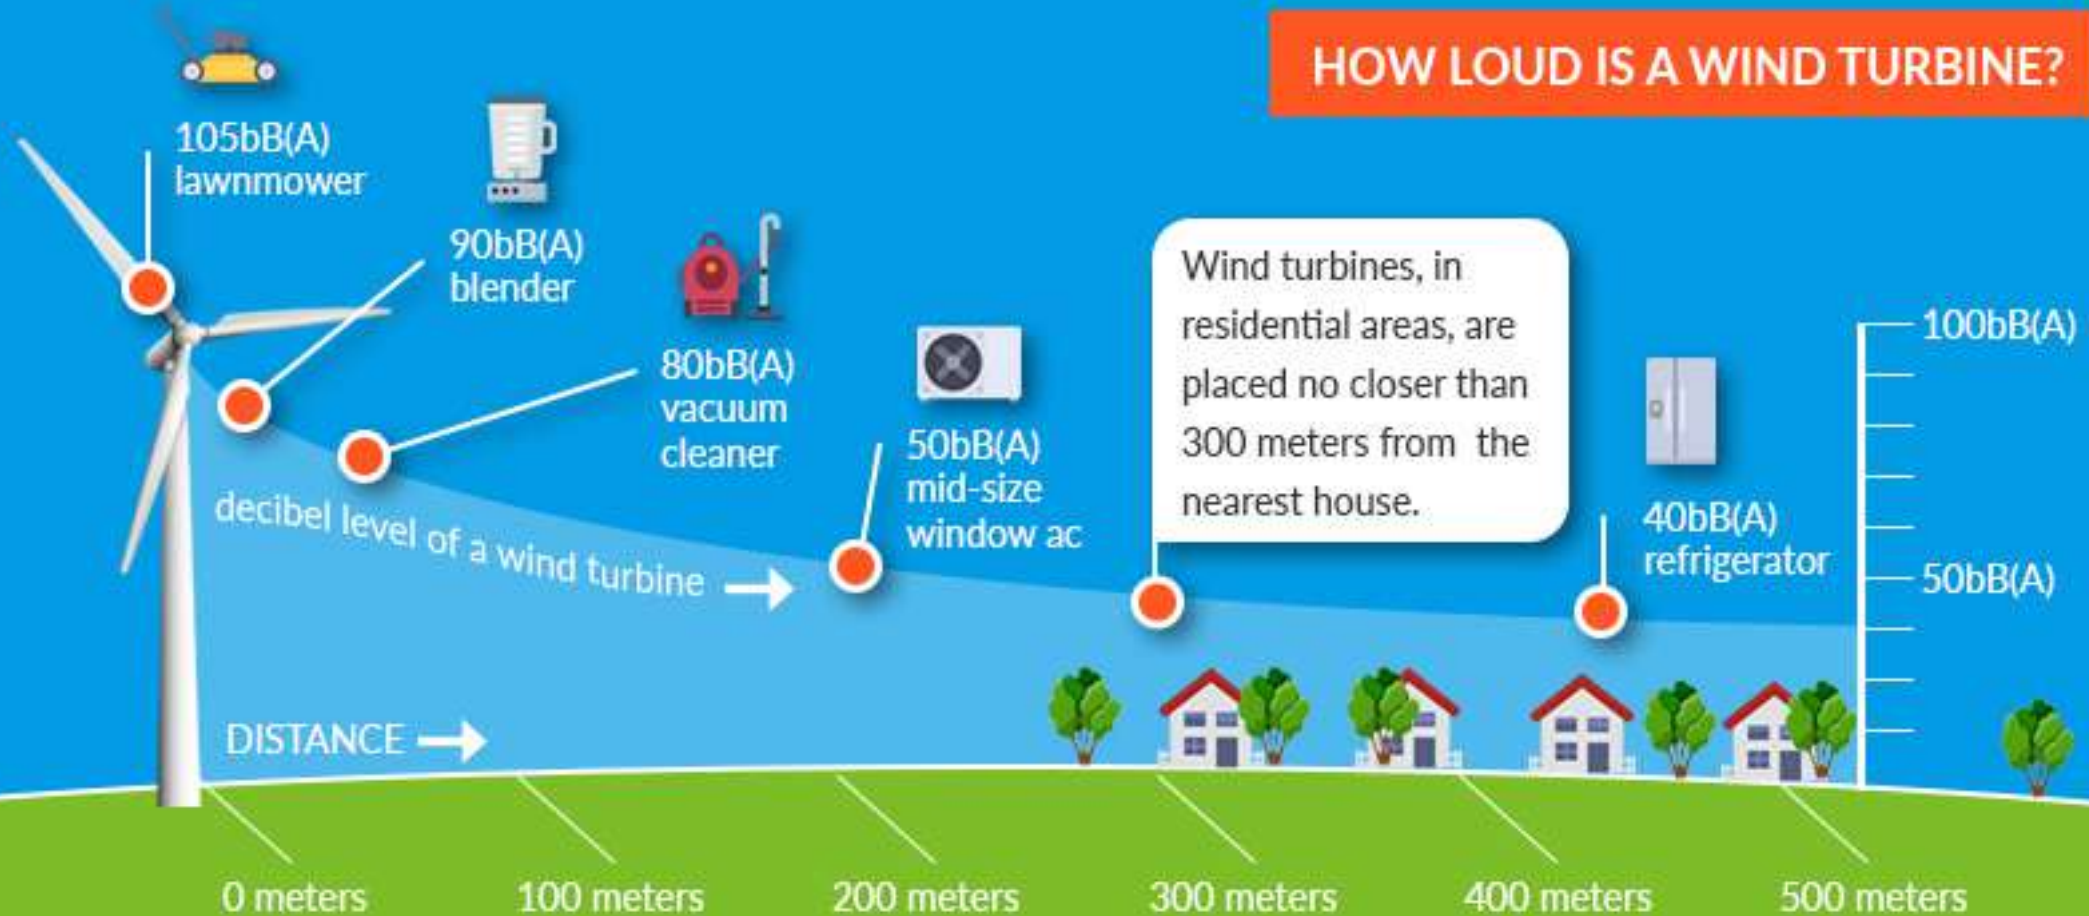 HOW LOUD IS A WIND TURBINE?
105bB(A)
lawnmower
90bB(A)
blender
80bB(A)
vacuum
cleaner
50bB(A)
mid-size
window ac
Wind turbines, in
residential areas, are
placed no closer than
300 meters from the
nearest house.
40bB(A)
refrigerator
100bB(A)
50bB(A)
decibel level of a wind turbine
DISTANCE
0 meters
100 meters
200 meters
300 meters
400 meters
500 meters